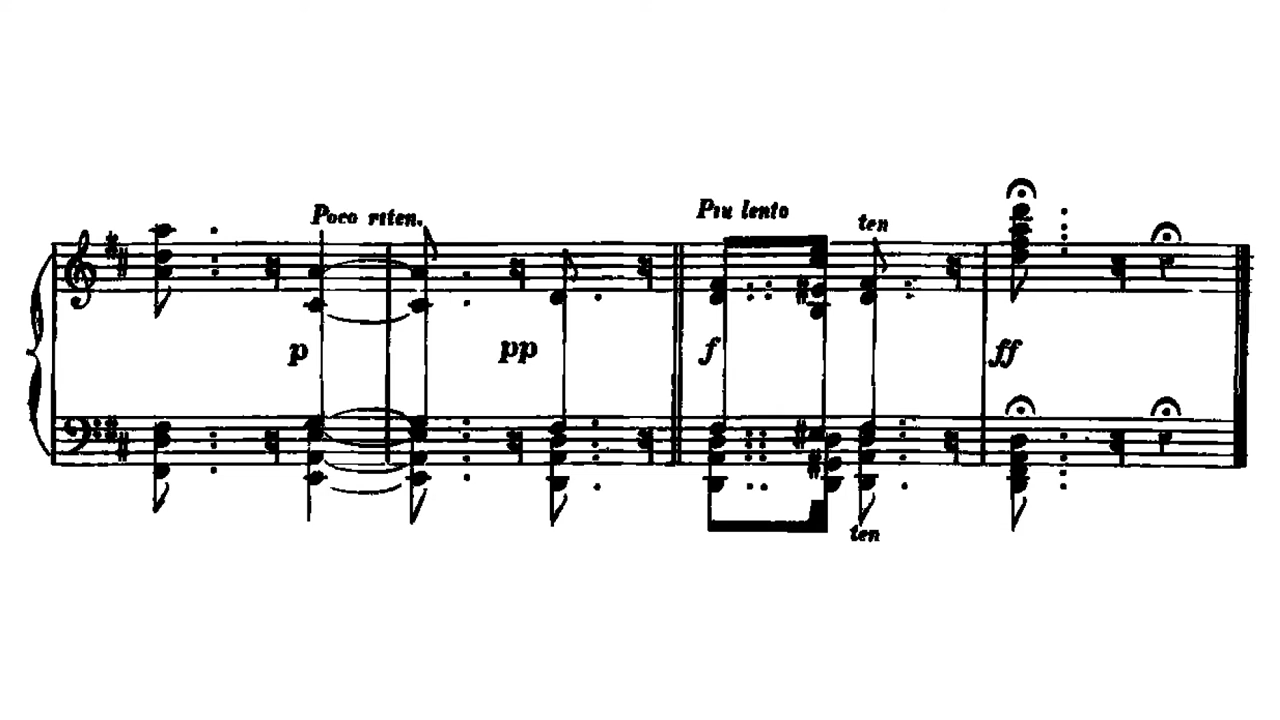 Poco riten.
Piu lento
ten
p
pp
f
ff
ten